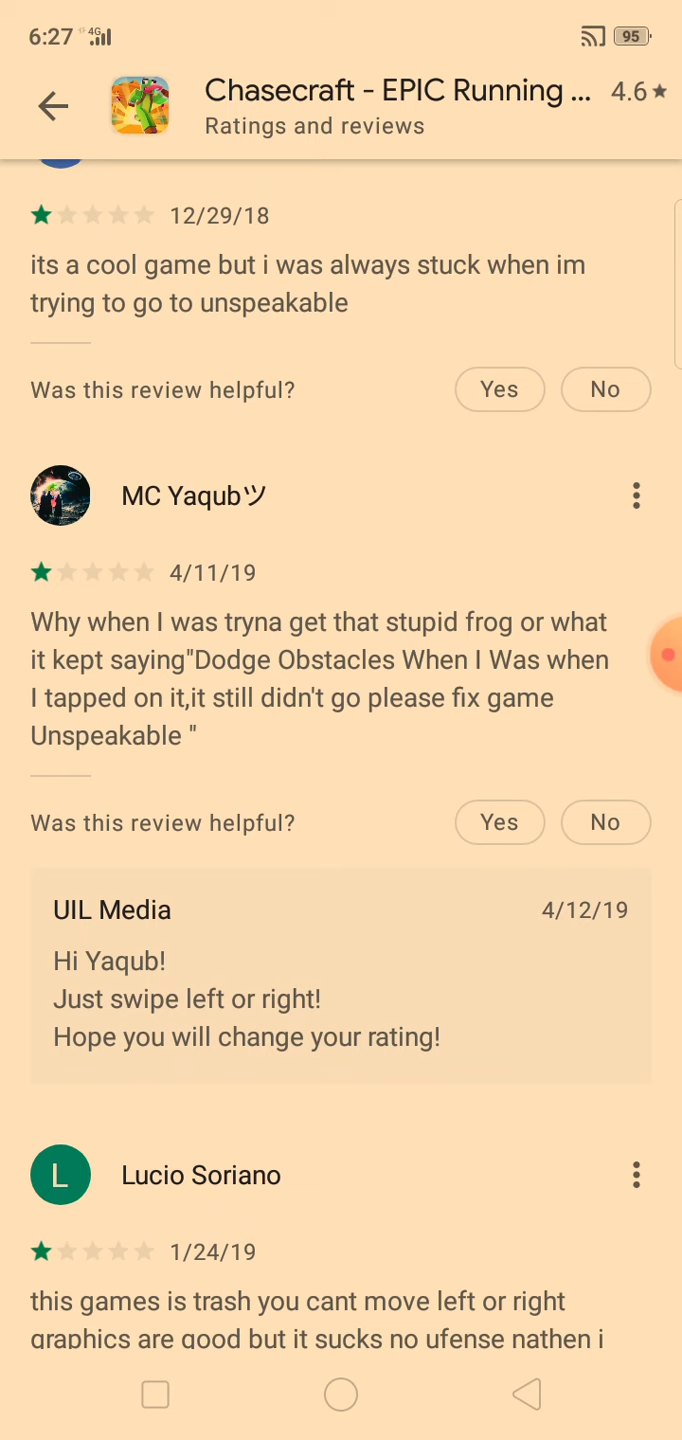 6:27 4G 95
Chasecraft - EPIC Running ... 4.6★
Ratings and reviews
12/29/18
its a cool game but i was always stuck when im
trying to go to unspeakable
Was this review helpful? Yes No
MC Yaqubツ
4/11/19
Why when I was tryna get that stupid frog or what
it kept saying"Dodge Obstacles When I Was when
I tapped on it,it still didn't go please fix game
Unspeakable "
Was this review helpful? Yes No
UIL Media 4/12/19
Hi Yaqub!
Just swipe left or right!
Hope you will change your rating!
L Lucio Soriano
1/24/19
this games is trash you cant move left or right
graphics are good but it sucks no ufense nathen i